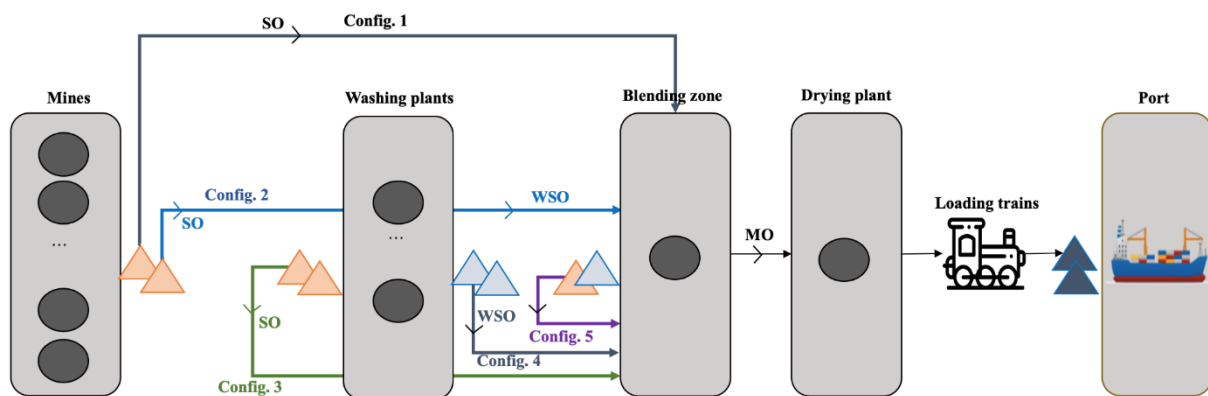 SO
Config. 1
Mines
Washing plants
Blending zone
Drying plant
Port
Config. 2
SO
WSO
...
...
Loading trains
MO
SO
WSO
Config. 5
Config. 4
Config. 3